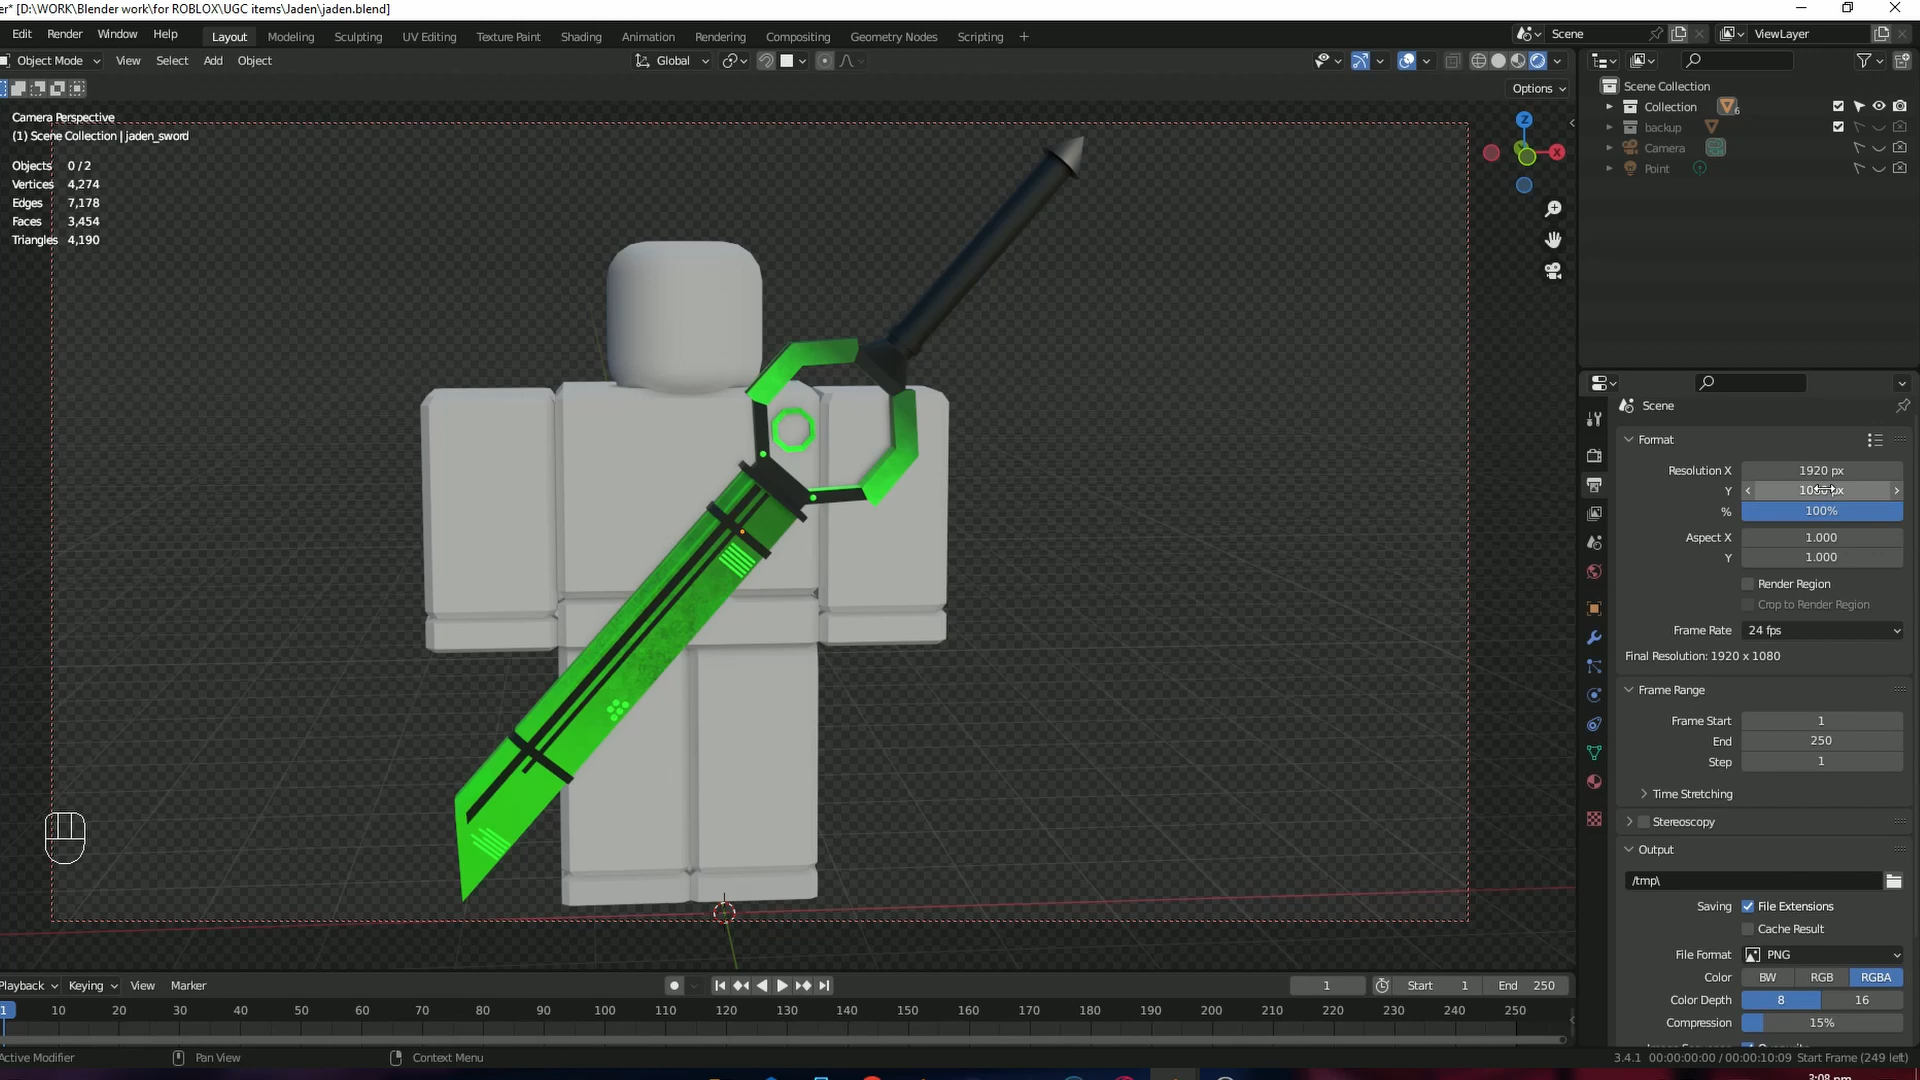 er* [D:\WORK\Blender work\for ROBLOX\UGC items\Jaden\jaden.blend]
Edit Render Window Help Layout Modeling Sculpting UV Editing Texture Paint Shading Animation Rendering Compositing Geometry Nodes Scripting + Scene ViewLayer
Object Mode View Select Add Object Global
Options
Camera Perspective
(1) Scene Collection | jaden_sword
Objects 0 / 2
Vertices 4,274
Edges 7,178
Faces 3,454
Triangles 4,190
Z
X
Scene Collection
Collection 6
backup
Camera
Point
Scene
Format
Resolution X 1920 px
Y
% 100%
Aspect X 1.000
Y 1.000
Render Region
Crop to Render Region
Frame Rate 24 fps
Final Resolution: 1920 x 1080
Frame Range
Frame Start 1
End 250
Step 1
Time Stretching
Stereoscopy
Output
/tmp\
Saving File Extensions
Cache Result
File Format PNG
Color BW RGB RGBA
Color Depth 8 16
Compression 15%
Playback Keying View Marker 1 Start 1 End 250
1 10 20 30 40 50 60 70 80 90 100 110 120 130 140 150 160 170 180 190 200 210 220 230 240 250
Active Modifier Pan View Context Menu 3.4.1 00:00:00:00 / 00:00:10:09 Start Frame (249 left)
3:08 pm